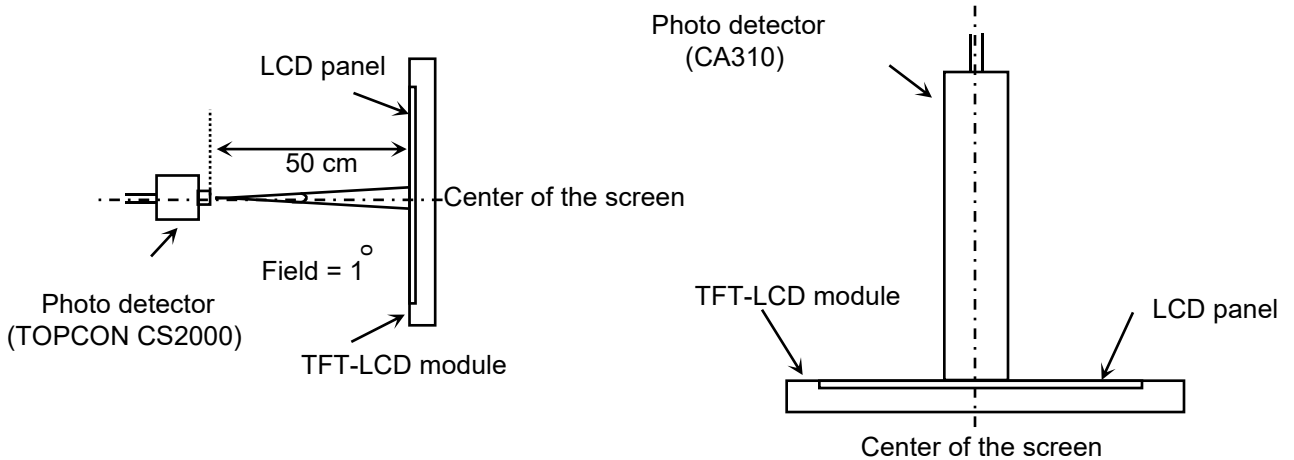 LCD panel
50 cm
Center of the screen
Field = 1°
Photo detector
(TOPCON CS2000)
TFT-LCD module
Photo detector
(CA310)
TFT-LCD module
LCD panel
Center of the screen